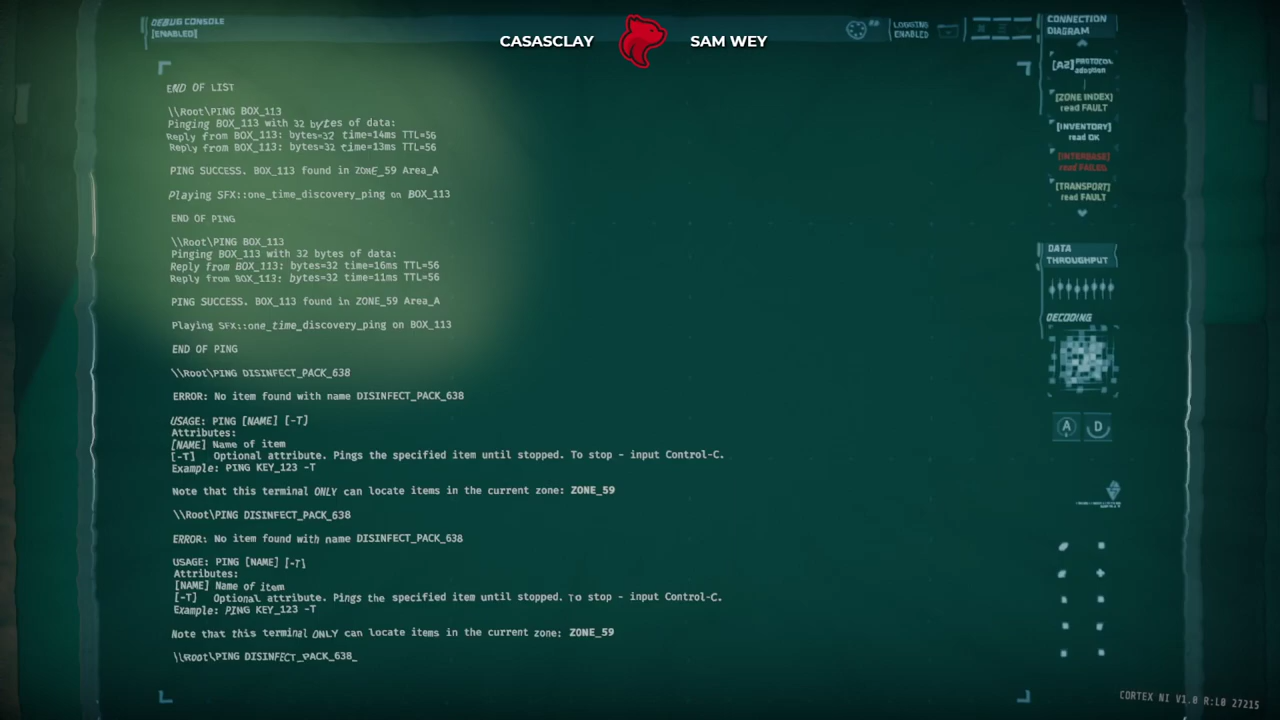 DEBUG CONSOLE
[ENABLED]
CASASCLAY
SAM WEY
LOGGING
ENABLED
CONNECTION
DIAGRAM
[A2] PROTOCOL
adaption
[ZONE INDEX]
read FAULT
[INVENTORY]
read OK
[INTERBASE]
read FAILED
[TRANSPORT]
read FAULT
DATA
THROUGHPUT
DECODING
A
D
END OF LIST
\\Root\PING BOX_113
Pinging BOX_113 with 32 bytes of data:
Reply from BOX_113: bytes=32 time=14ms TTL=56
Reply from BOX_113: bytes=32 time=13ms TTL=56
PING SUCCESS. BOX_113 found in ZONE_59 Area_A
Playing SFX::one_time_discovery_ping on BOX_113
END OF PING
\\Root\PING BOX_113
Pinging BOX_113 with 32 bytes of data:
Reply from BOX_113: bytes=32 time=16ms TTL=56
Reply from BOX_113: bytes=32 time=11ms TTL=56
PING SUCCESS. BOX_113 found in ZONE_59 Area_A
Playing SFX::one_time_discovery_ping on BOX_113
END OF PING
\\Root\PING DISINFECT_PACK_638
ERROR: No item found with name DISINFECT_PACK_638
USAGE: PING [NAME] [-T]
Attributes:
[NAME] Name of item
[-T] Optional attribute. Pings the specified item until stopped. To stop - input Control-C.
Example: PING KEY_123 -T
Note that this terminal ONLY can locate items in the current zone: ZONE_59
\\Root\PING DISINFECT_PACK_638
ERROR: No item found with name DISINFECT_PACK_638
USAGE: PING [NAME] [-T]
Attributes:
[NAME] Name of item
[-T] Optional attribute. Pings the specified item until stopped. To stop - input Control-C.
Example: PING KEY_123 -T
Note that this terminal ONLY can locate items in the current zone: ZONE_59
\\Root\PING DISINFECT_PACK_638_
CORTEX NI V1.0 R:L0 27215